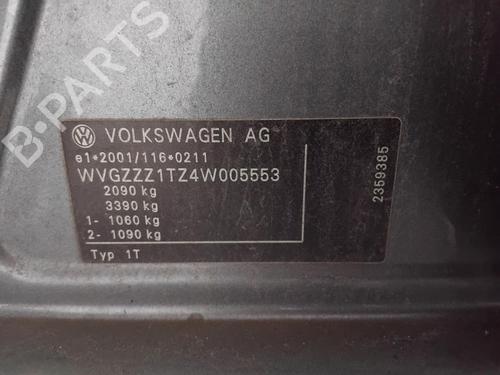 B-PARTS
VOLKSWAGEN AG
e1*2001/116*0211
WVGZZZ1TZ4W005553
2090 kg
3390 kg
1- 1060 kg
2- 1090 kg
Typ 1T
2359385